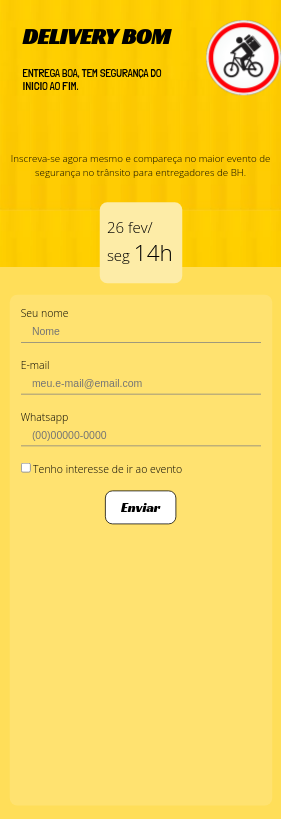 DELIVERY BOM
ENTREGA BOA, TEM SEGURANÇA DO
INICIO AO FIM.
Inscreva-se agora mesmo e compareça no maior evento de
segurança no trânsito para entregadores de BH.
26 fev/
seg 14h
Seu nome
Nome
E-mail
meu.e-mail@email.com
Whatsapp
(00)00000-0000
Tenho interesse de ir ao evento
Enviar